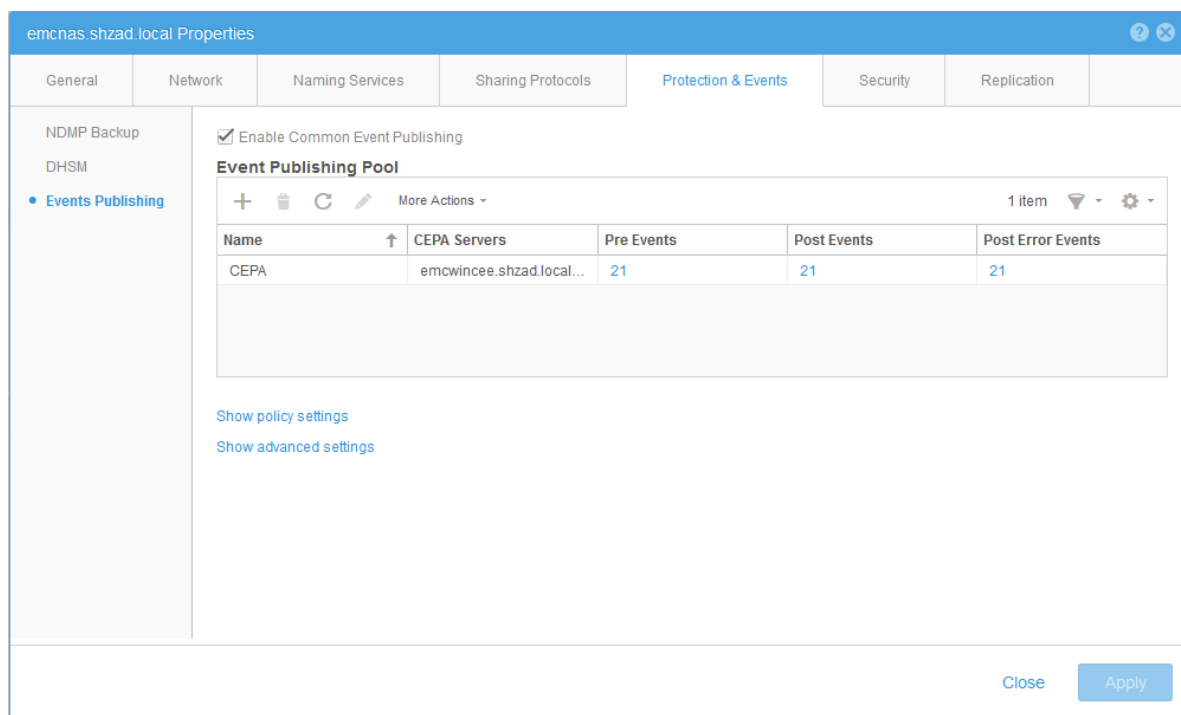 emcnas.shzad.local Properties
General Network Naming Services Sharing Protocols Protection & Events Security Replication
NDMP Backup
DHSM
Events Publishing
Enable Common Event Publishing
Event Publishing Pool
More Actions 1 item
Name CEPA Servers Pre Events Post Events Post Error Events
CEPA emcwincee.shzad.local... 21 21 21
Show policy settings
Show advanced settings
Close Apply